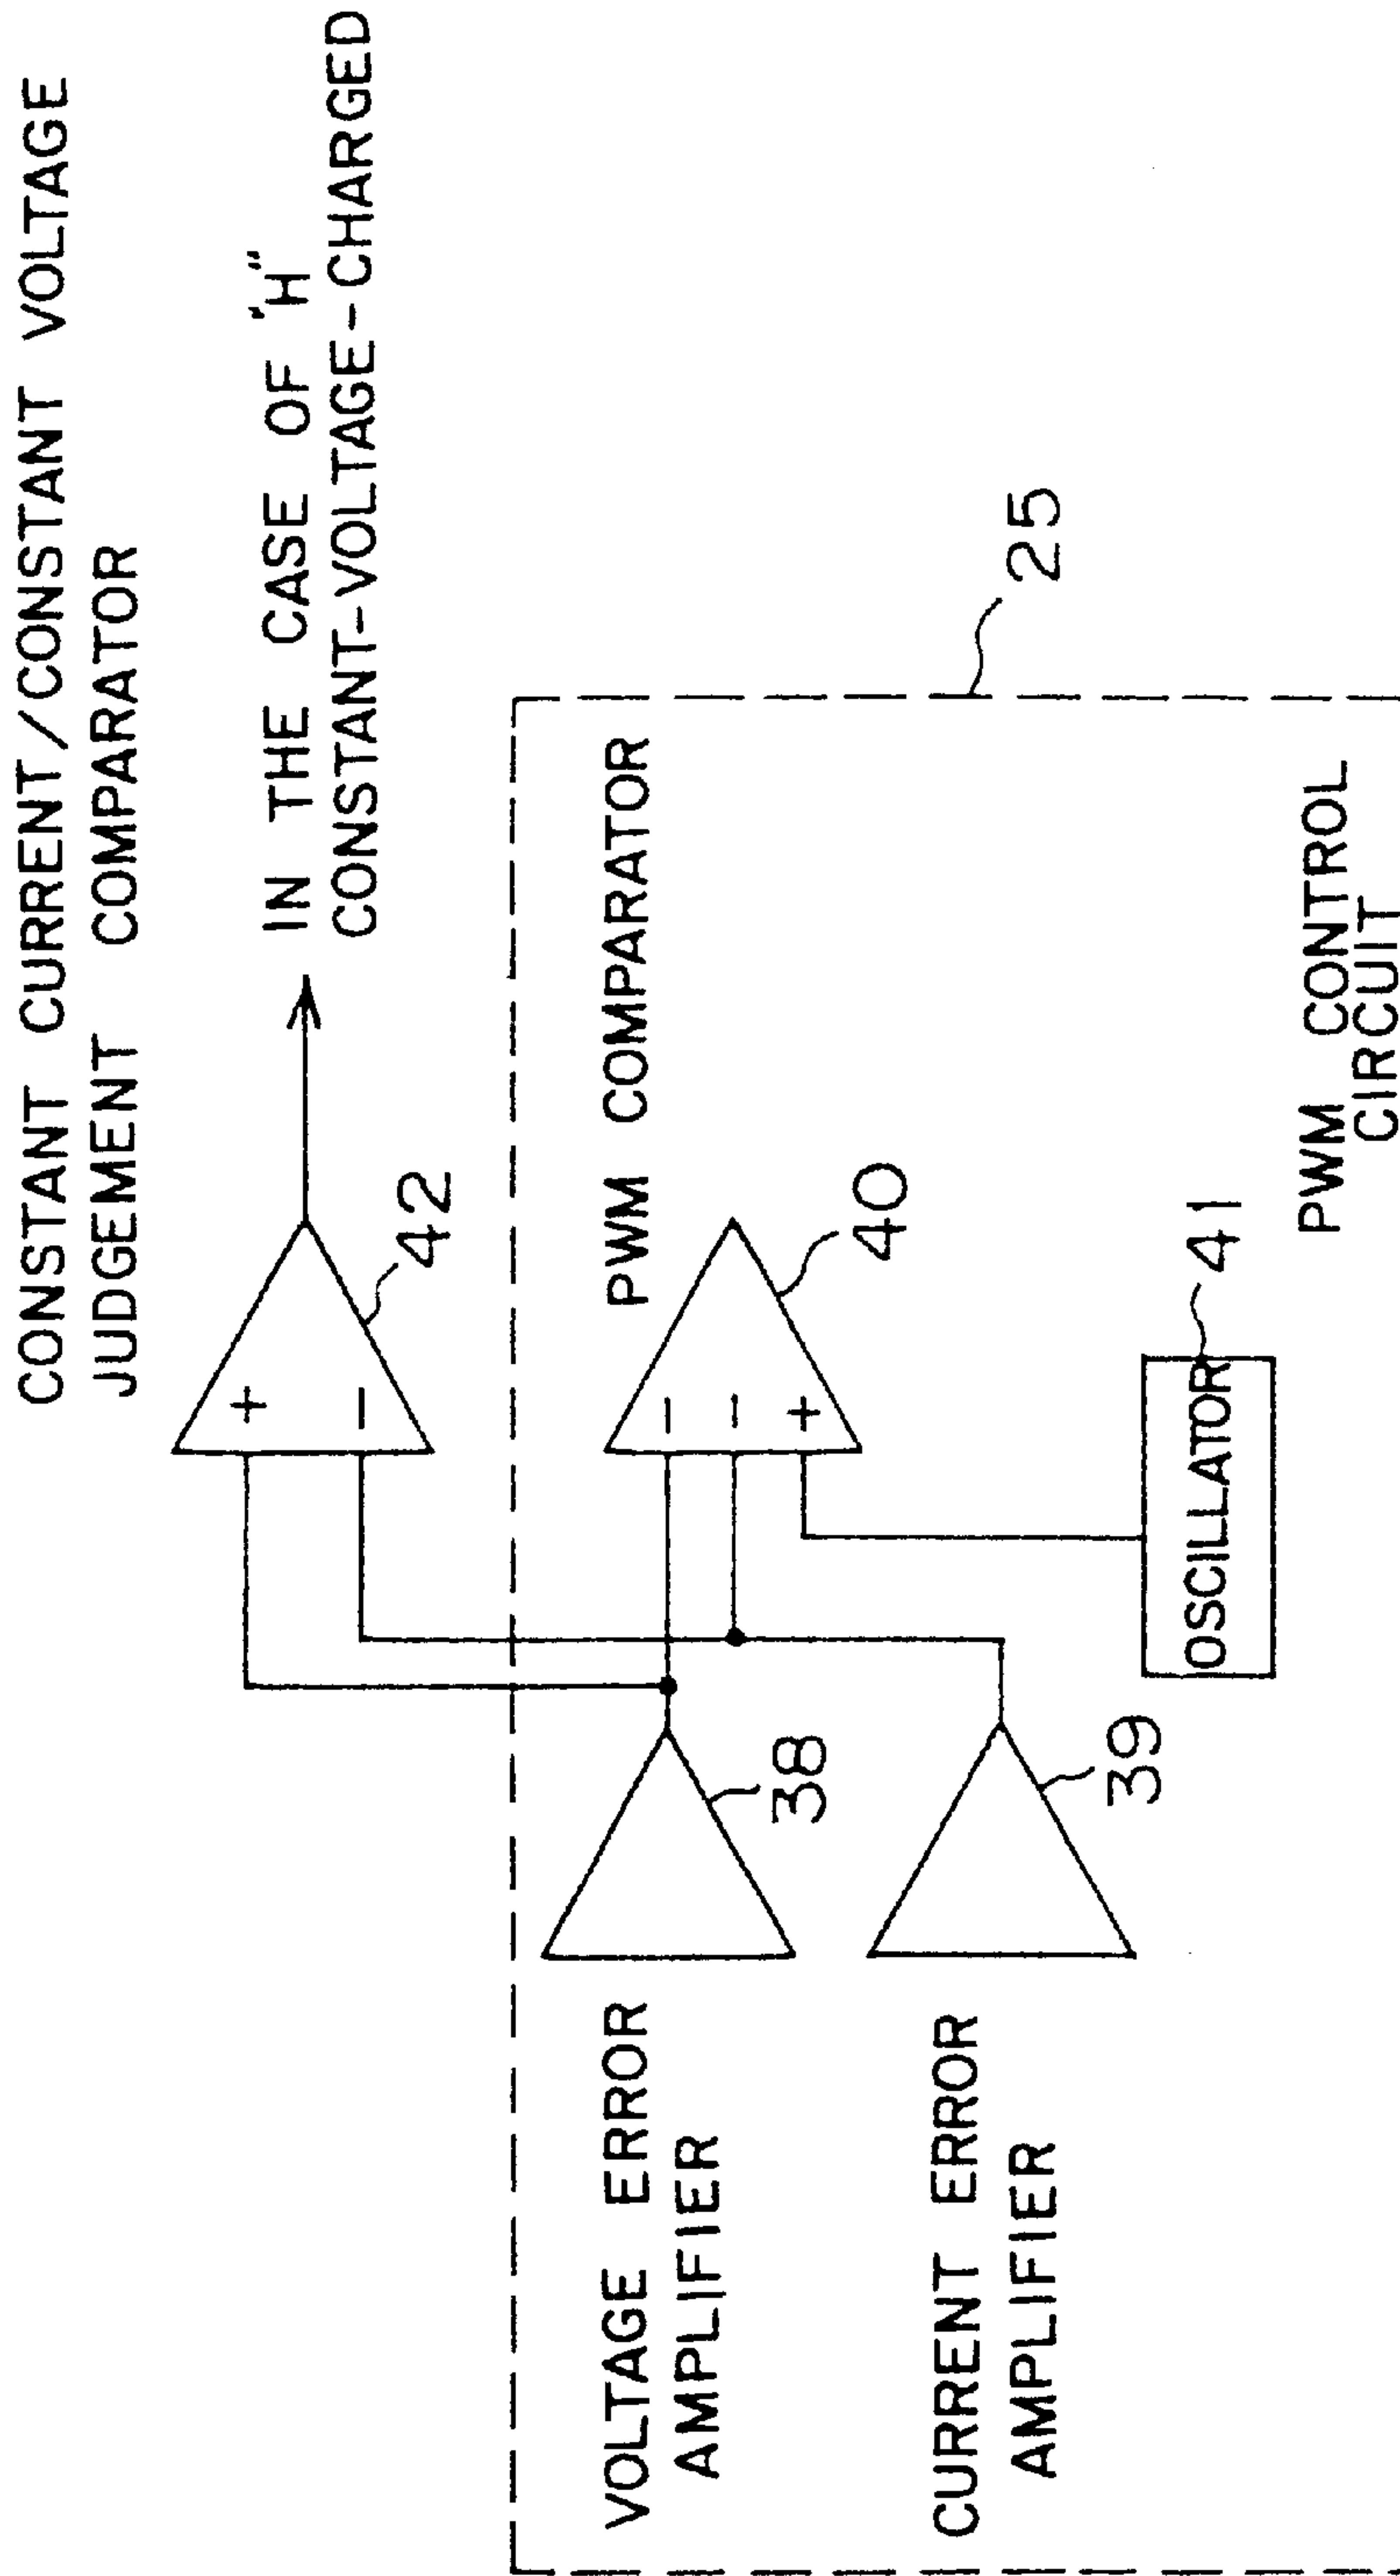 CONSTANT CURRENT/CONSTANT VOLTAGE
JUDGEMENT COMPARATOR
IN THE CASE OF "H"
CONSTANT-VOLTAGE-CHARGED
+
−
42
25
PWM COMPARATOR
−
−
+
40
VOLTAGE ERROR
AMPLIFIER
38
CURRENT ERROR
AMPLIFIER
39
OSCILLATOR
41
PWM CONTROL
CIRCUIT